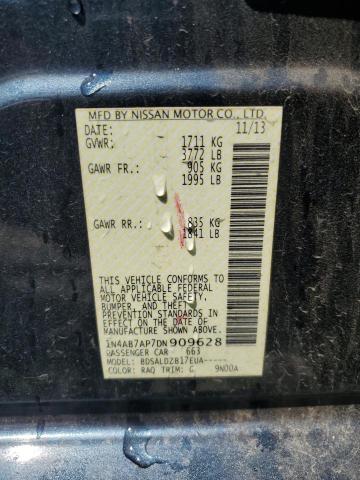 MFD BY NISSAN MOTOR CO., LTD.
DATE: 11/13
GVWR: 1711 KG
3772 LB
GAWR FR.: 905 KG
1995 LB
GAWR RR.: 835 KG
1841 LB
THIS VEHICLE CONFORMS TO
ALL APPLICABLE FEDERAL
MOTOR VEHICLE SAFETY,
BUMPER, AND THEFT
PREVENTION STANDARDS
IN EFFECT ON THE DATE OF
MANUFACTURE SHOWN ABOVE.
1N4AB7AP7DN909628
PASSENGER CAR 663
MODEL: BDSALDZB17EUA-----
COLOR: RAQ TRIM: G 9N00A